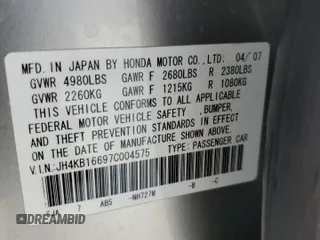 MFD. IN JAPAN BY HONDA MOTOR CO.,LTD. 04/'07
GVWR 4980LBS GAWR F 2680LBS R 2380LBS
GVWR 2260KG GAWR F 1215KG R 1080KG
THIS VEHICLE CONFORMS TO ALL APPLICABLE
FEDERAL MOTOR VEHICLE SAFETY ,BUMPER,
THEFT PREVENTION STANDARDS IN EFFECT ON
THE DATE OF MANUFACTURE SHOWN ABOVE.
V.I.N:JH4KB16697C004575 TYPE:PASSENGER CAR
7 AB5 -NH727M -B -C
DREAMBID